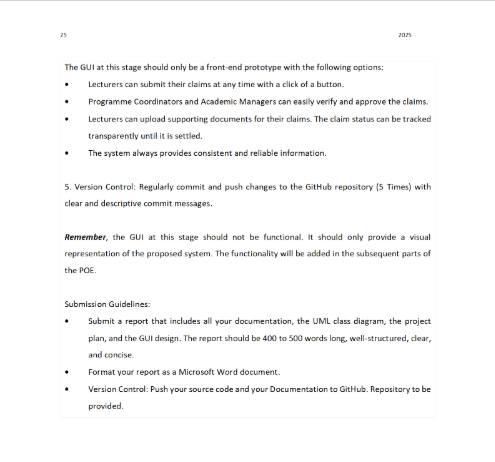 25 2025
The GUI at this stage should only be a front-end prototype with the following options:
• Lecturers can submit their claims at any time with a click of a button.
• Programme Coordinators and Academic Managers can easily verify and approve the claims.
• Lecturers can upload supporting documents for their claims. The claim status can be tracked
transparently until it is settled.
• The system always provides consistent and reliable information.
5. Version Control: Regularly commit and push changes to the GitHub repository (5 Times) with
clear and descriptive commit messages.
Remember, the GUI at this stage should not be functional. It should only provide a visual
representation of the proposed system. The functionality will be added in the subsequent parts of
the POE.
Submission Guidelines:
• Submit a report that includes all your documentation, the UML class diagram, the project
plan, and the GUI design. The report should be 400 to 500 words long, well-structured, clear,
and concise.
• Format your report as a Microsoft Word document.
• Version Control: Push your source code and your Documentation to GitHub. Repository to be
provided.